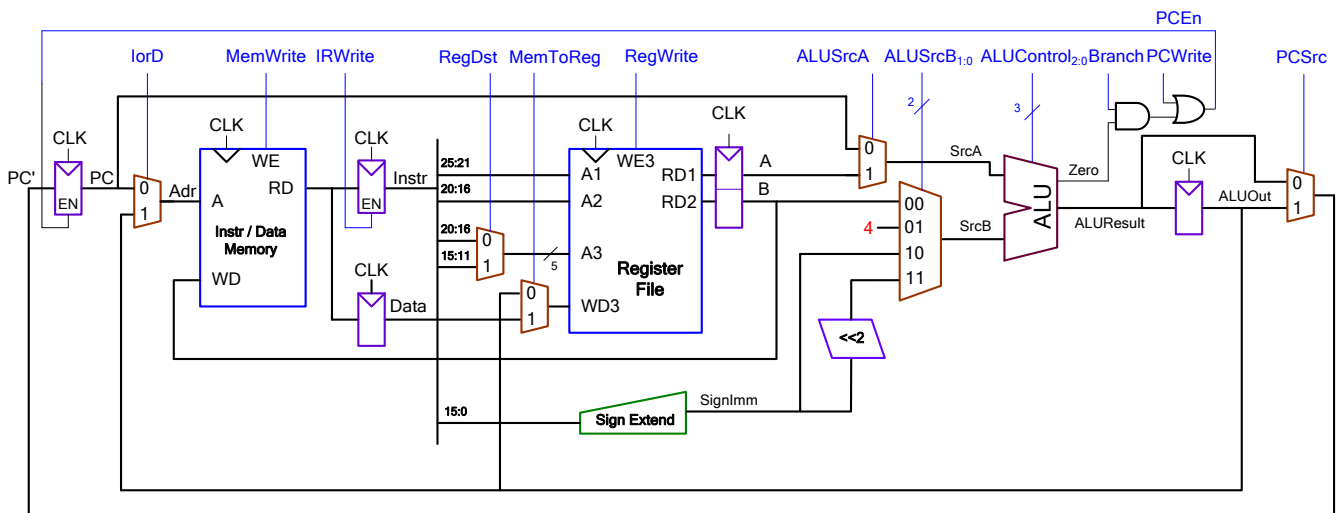 PCEn
IorD MemWrite IRWrite RegDst MemToReg RegWrite ALUSrcA ALUSrcB1:0 ALUControl2:0 Branch PCWrite PCSrc
2 3
CLK CLK CLK CLK CLK CLK
PC' PC EN
0 1 Adr
WE A RD
Instr / Data
Memory
WD
EN Instr
CLK
Data
25:21
20:16
20:16
15:11
0 1
5
0 1
WE3
A1 RD1
A2 RD2
A3
WD3
Register
File
A
B
0 1
SrcA
4
00
01
10
11
SrcB
ALU
Zero
ALUResult
ALUOut
0 1
<<2
15:0
Sign Extend
SignImm